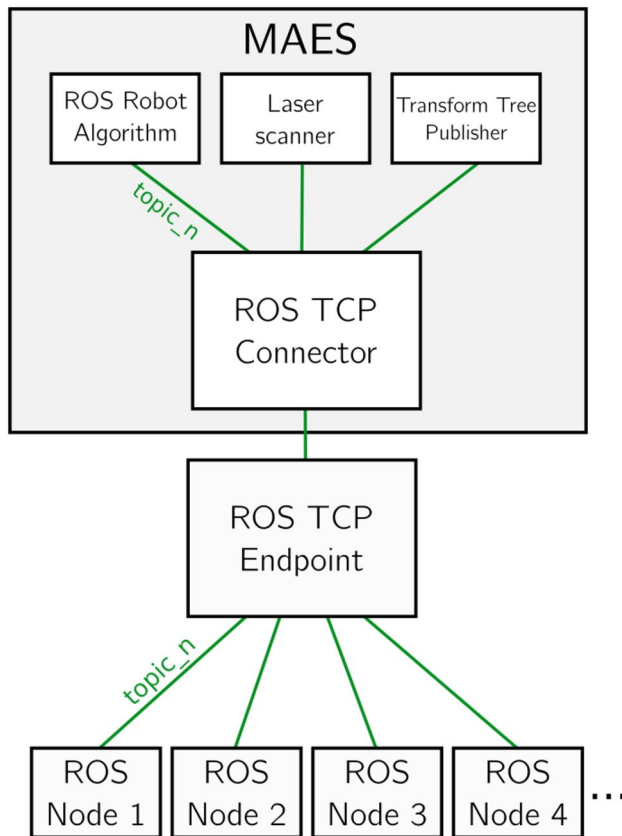 MAES
ROS Robot
Algorithm
Laser
scanner
Transform Tree
Publisher
topic_n
ROS TCP
Connector
ROS TCP
Endpoint
topic_n
ROS
Node 1
ROS
Node 2
ROS
Node 3
ROS
Node 4
...